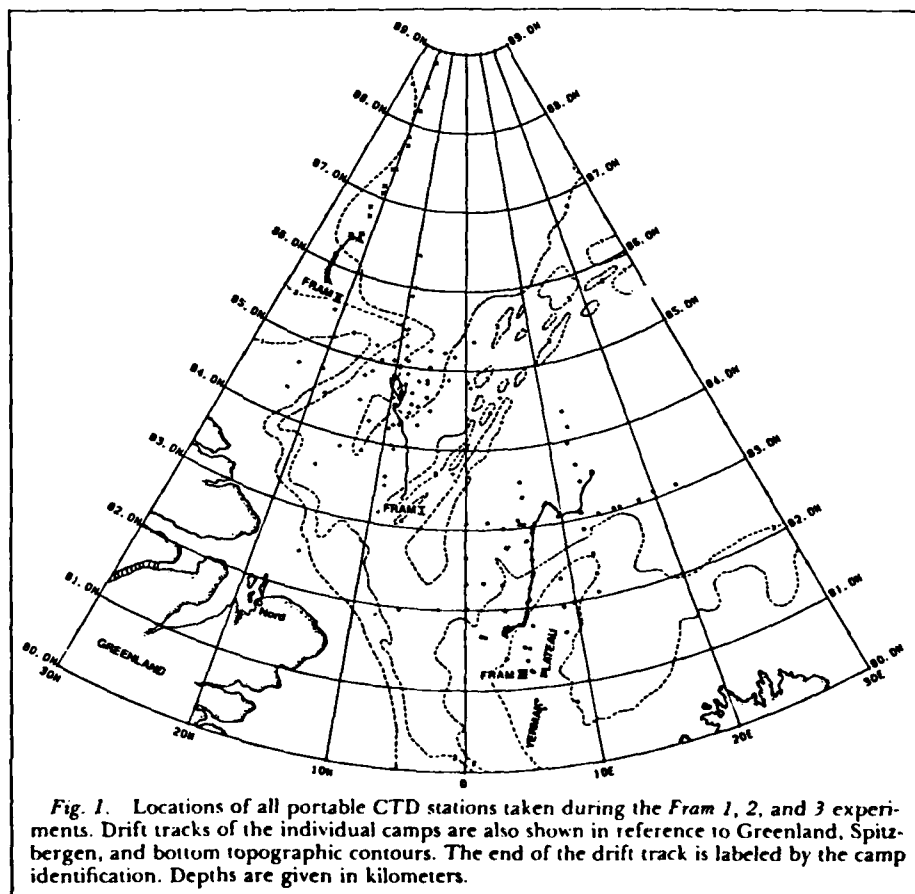 89.0N
89.0N
88.0N
88.0N
87.0N
87.0N
86.0N
86.0N
FRAM II
85.0N
85.0N
84.0N
84.0N
83.0N
83.0N
FRAM I
82.0N
82.0N
81.0N
81.0N
Nord
GREENLAND
FRAM III
YERMAK PLATEAU
80.0N
80.0N
30W
20W
10W
0
10E
20E
30E
Fig. 1. Locations of all portable CTD stations taken during the Fram 1, 2, and 3 experi-
ments. Drift tracks of the individual camps are also shown in reference to Greenland, Spitz-
bergen, and bottom topographic contours. The end of the drift track is labeled by the camp
identification. Depths are given in kilometers.